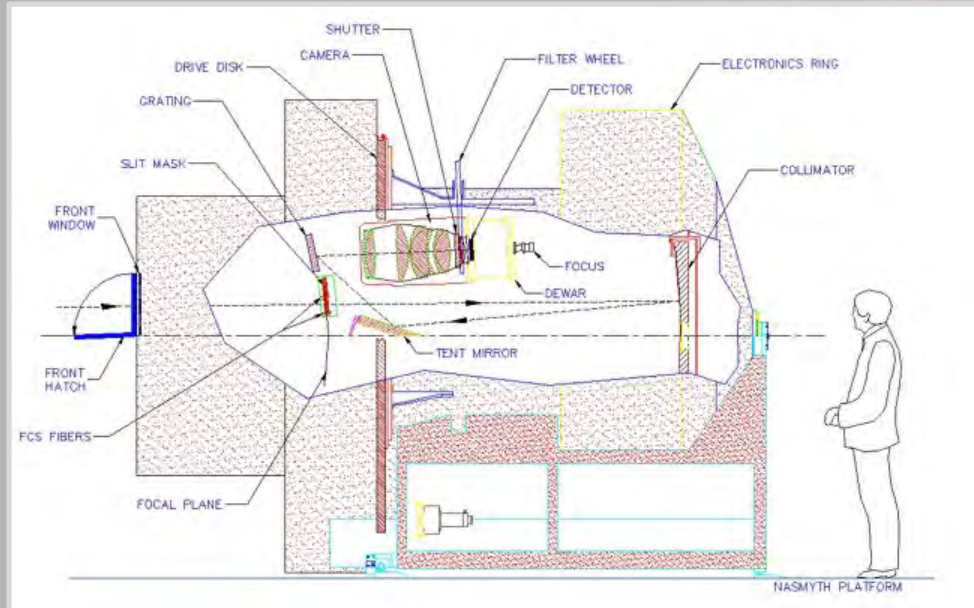 SHUTTER
CAMERA
FILTER WHEEL
ELECTRONICS RING
DRIVE DISK
DETECTOR
GRATING
SLIT MASK
COLLIMATOR
FRONT
WINDOW
FOCUS
DEWAR
TENT MIRROR
FRONT
HATCH
FCS FIBERS
FOCAL PLANE
NASMYTH PLATFORM